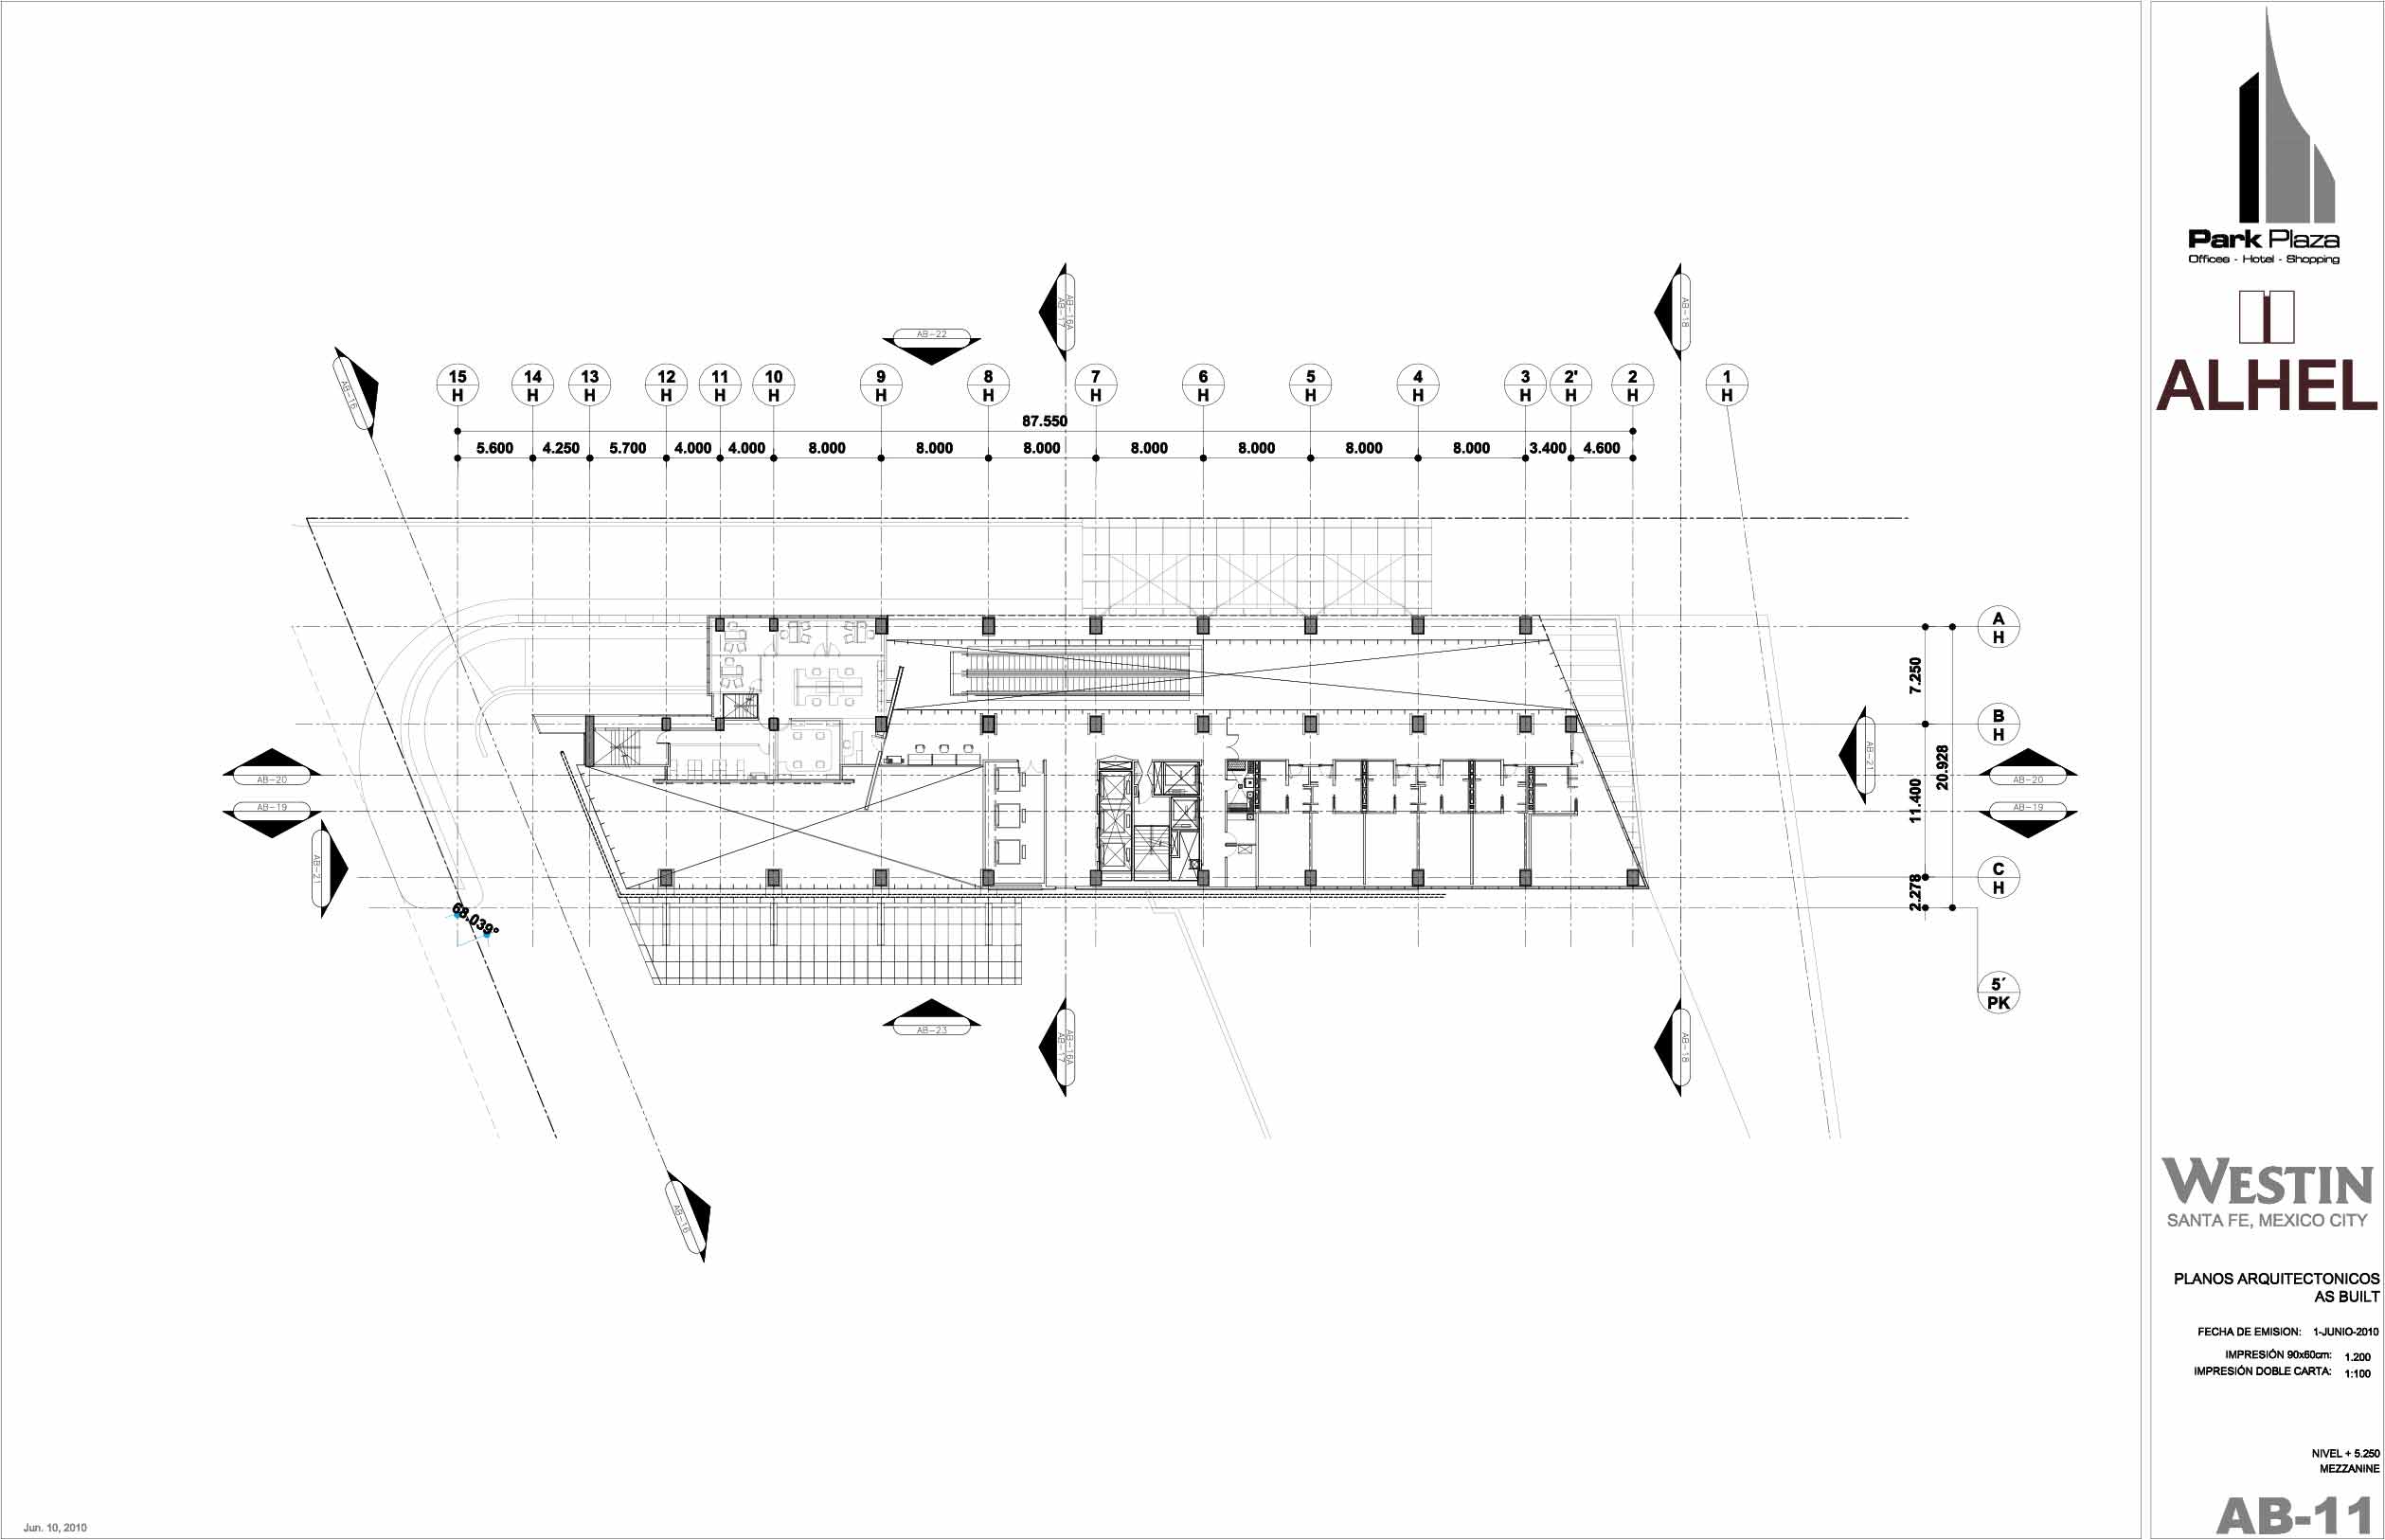 AB-22
AB-16A
AB-17
AB-18
AB-16
15 14 13 12 11 10 9 8 7 6 5 4 3 2' 2 1
H H H H H H H H H H H H H H H H
87.550
5.600 4.250 5.700 4.000 4.000 8.000 8.000 8.000 8.000 8.000 8.000 8.000 3.400 4.600
A
H
7.250
B
H
AB-21
AB-20
AB-20
20.928
11.400
AB-19
AB-19
AB-21
C
H
2.278
68.039°
5´
PK
AB-23
AB-16A
AB-17
AB-18
AB-16
Park Plaza
Offices - Hotel - Shopping
ALHEL
WESTIN
SANTA FE, MEXICO CITY
PLANOS ARQUITECTONICOS
AS BUILT
FECHA DE EMISION: 1-JUNIO-2010
IMPRESIÓN 90x60cm: 1.200
IMPRESIÓN DOBLE CARTA: 1:100
NIVEL + 5.250
MEZZANINE
AB-11
Jun. 10, 2010